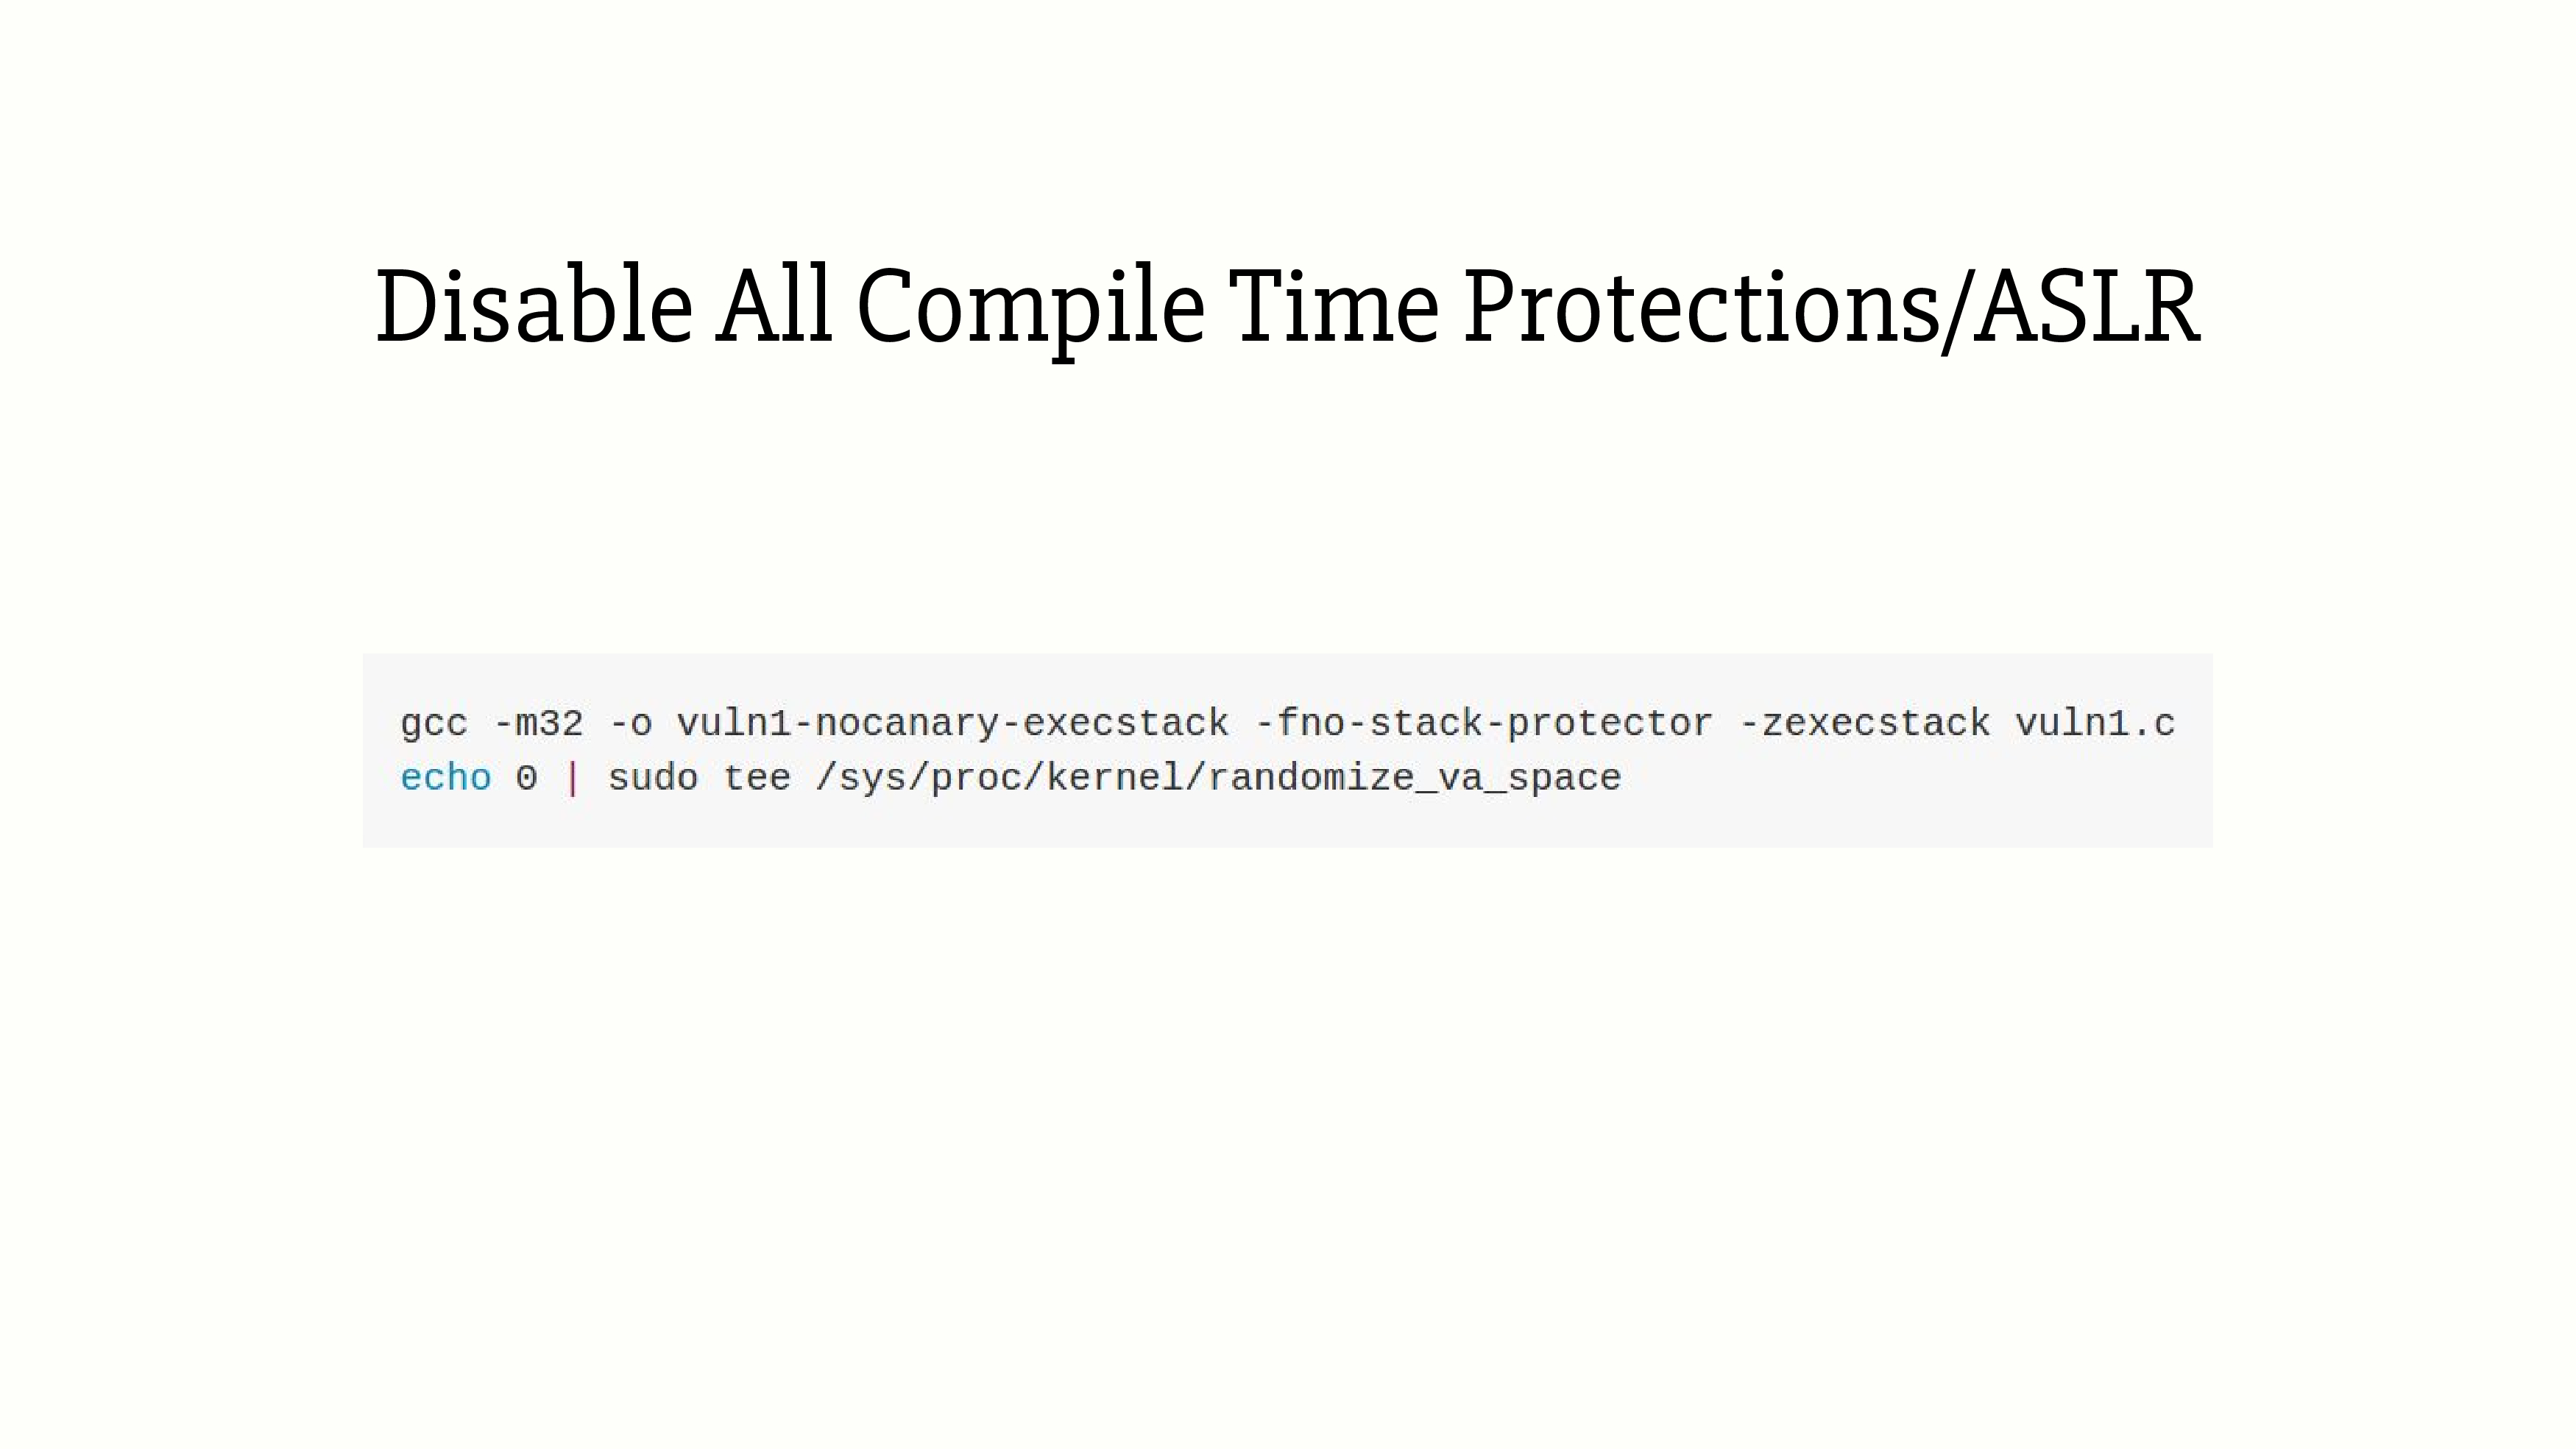 Disable All Compile Time Protections/ASLR
gcc -m32 -o vuln1-nocanary-execstack -fno-stack-protector -zexecstack vuln1.c
echo 0 | sudo tee /sys/proc/kernel/randomize_va_space